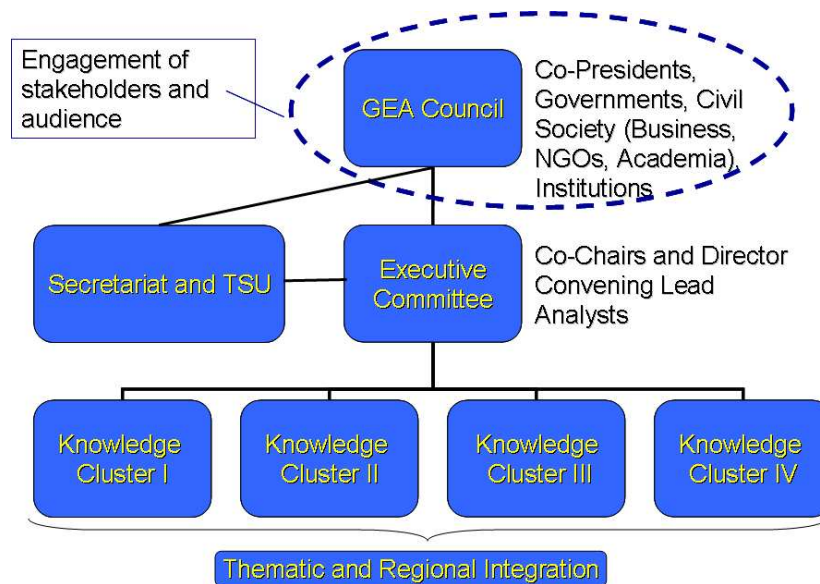 Engagement of
stakeholders and
audience
GEA Council
Co-Presidents,
Governments, Civil
Society (Business,
NGOs, Academia),
Institutions
Secretariat and TSU
Executive
Committee
Co-Chairs and Director
Convening Lead
Analysts
Knowledge
Cluster I
Knowledge
Cluster II
Knowledge
Cluster III
Knowledge
Cluster IV
Thematic and Regional Integration